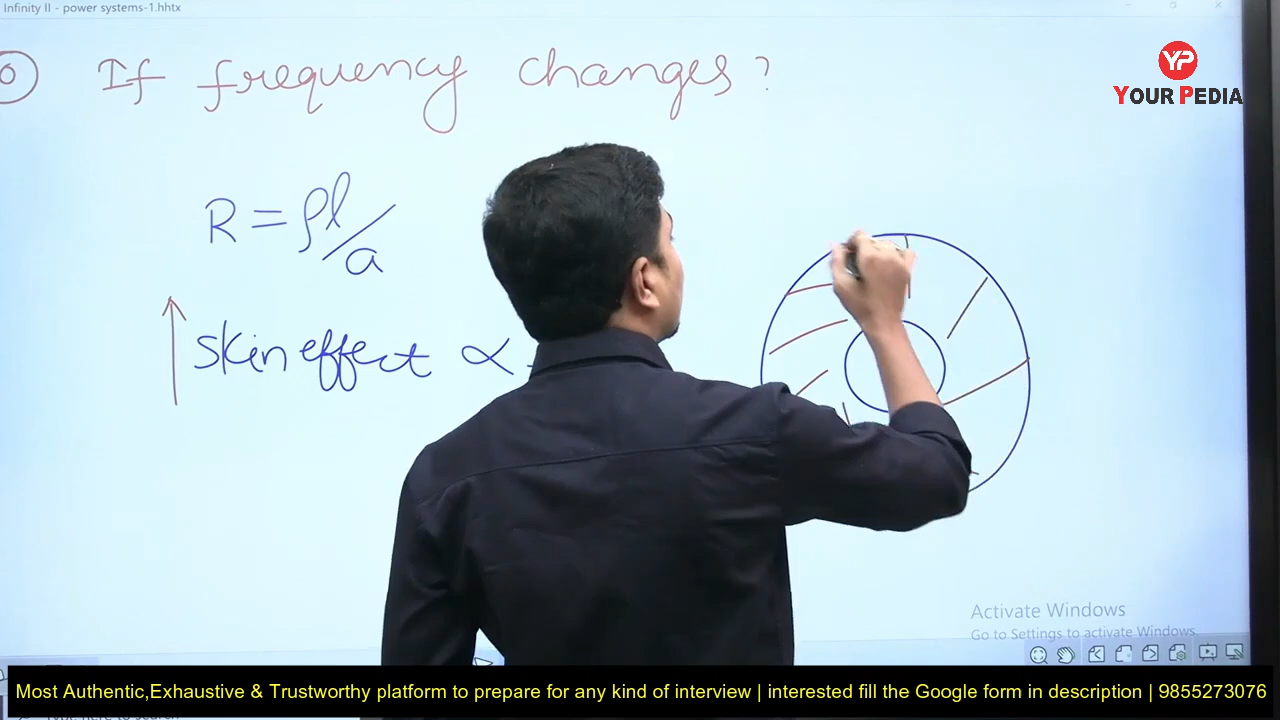 Infinity II - power systems-1.hhtx
If frequency changes?
YP
YOUR PEDIA
R = ρl/a
Skin effect ∝
Activate Windows
Go to Settings to activate Windows
Most Authentic,Exhaustive & Trustworthy platform to prepare for any kind of interview | interested fill the Google form in description | 9855273076